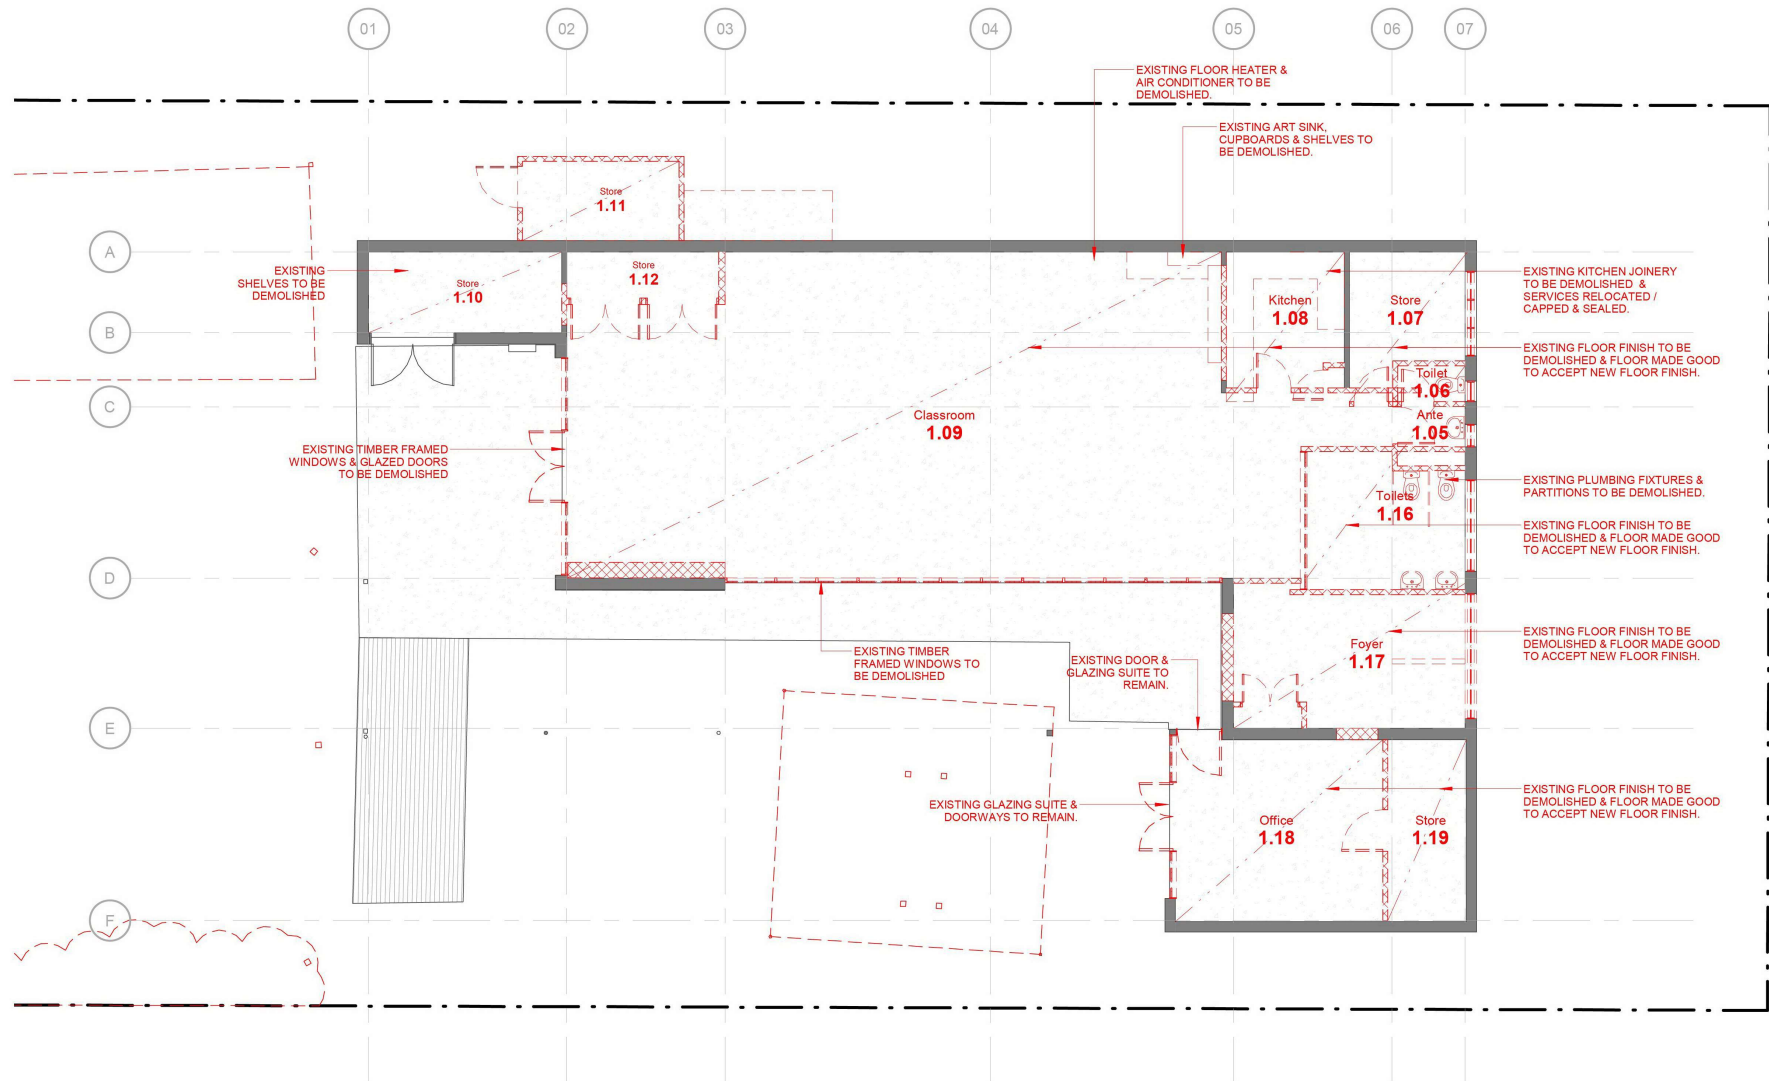 01
02
03
04
05
06
07
EXISTING FLOOR HEATER &
AIR CONDITIONER TO BE
DEMOLISHED.
EXISTING ART SINK,
CUPBOARDS & SHELVES TO
BE DEMOLISHED.
Store
1.11
A
EXISTING
SHELVES TO BE
DEMOLISHED
Store
1.10
Store
1.12
Kitchen
1.08
Store
1.07
EXISTING KITCHEN JOINERY
TO BE DEMOLISHED &
SERVICES RELOCATED /
CAPPED & SEALED.
B
EXISTING FLOOR FINISH TO BE
DEMOLISHED & FLOOR MADE GOOD
TO ACCEPT NEW FLOOR FINISH.
Toilet
1.06
C
Classroom
1.09
Ante
1.05
EXISTING TIMBER FRAMED
WINDOWS & GLAZED DOORS
TO BE DEMOLISHED
EXISTING PLUMBING FIXTURES &
PARTITIONS TO BE DEMOLISHED.
Toilets
1.16
EXISTING FLOOR FINISH TO BE
DEMOLISHED & FLOOR MADE GOOD
TO ACCEPT NEW FLOOR FINISH.
D
EXISTING TIMBER
FRAMED WINDOWS TO
BE DEMOLISHED
EXISTING DOOR &
GLAZING SUITE TO
REMAIN.
Foyer
1.17
EXISTING FLOOR FINISH TO BE
DEMOLISHED & FLOOR MADE GOOD
TO ACCEPT NEW FLOOR FINISH.
E
EXISTING GLAZING SUITE &
DOORWAYS TO REMAIN.
Office
1.18
Store
1.19
EXISTING FLOOR FINISH TO BE
DEMOLISHED & FLOOR MADE GOOD
TO ACCEPT NEW FLOOR FINISH.
F